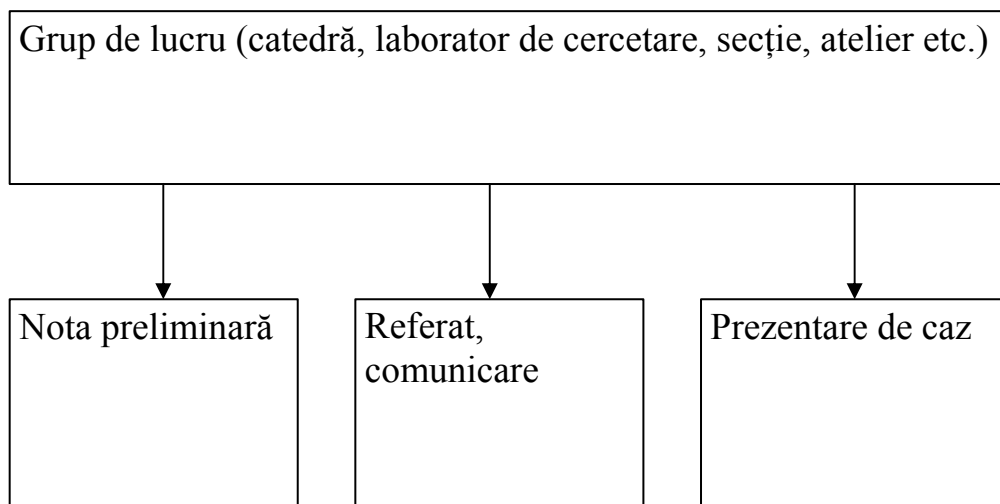 Grup de lucru (catedră, laborator de cercetare, secție, atelier etc.)
Nota preliminară
Referat,
comunicare
Prezentare de caz